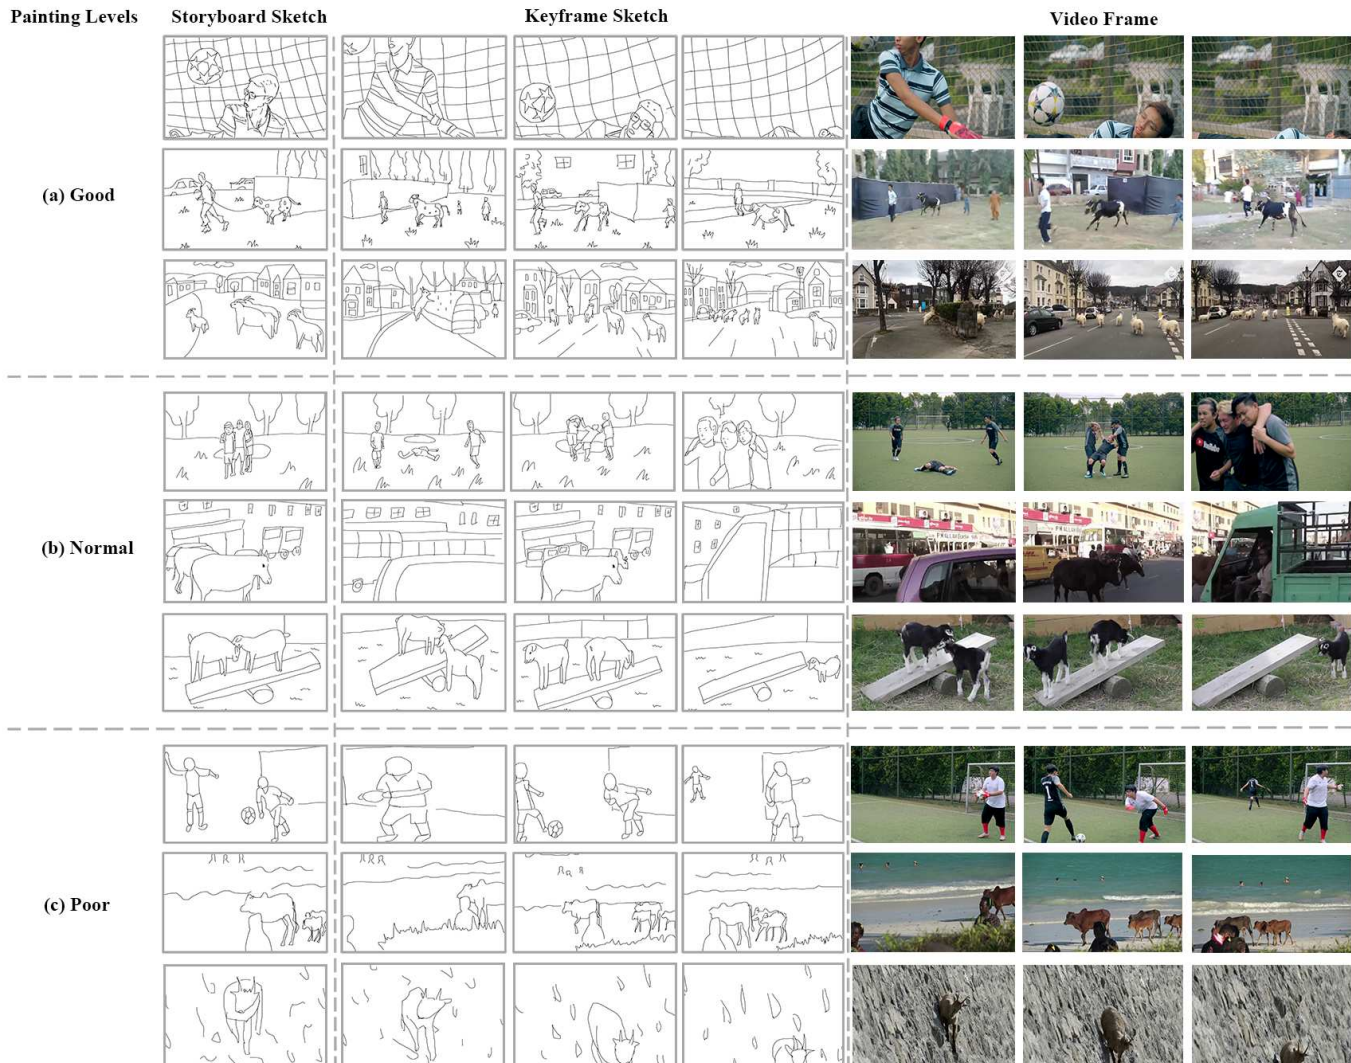 Painting Levels Storyboard Sketch Keyframe Sketch Video Frame
(a) Good
(b) Normal
(c) Poor